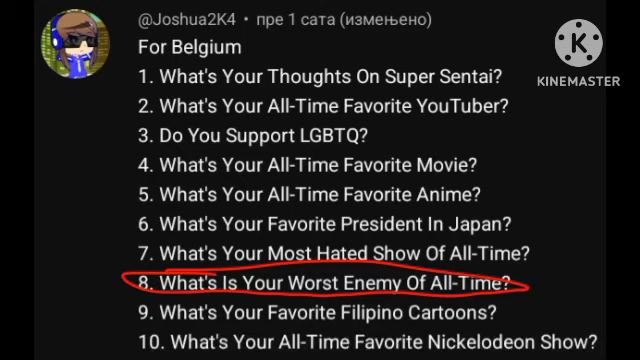 @Joshua2K4 • пре 1 сата (измењено)
For Belgium
1. What's Your Thoughts On Super Sentai?
2. What's Your All-Time Favorite YouTuber?
3. Do You Support LGBTQ?
4. What's Your All-Time Favorite Movie?
5. What's Your All-Time Favorite Anime?
6. What's Your Favorite President In Japan?
7. What's Your Most Hated Show Of All-Time?
8. What's Is Your Worst Enemy Of All-Time?
9. What's Your Favorite Filipino Cartoons?
10. What's Your All-Time Favorite Nickelodeon Show?
K
KINEMASTER